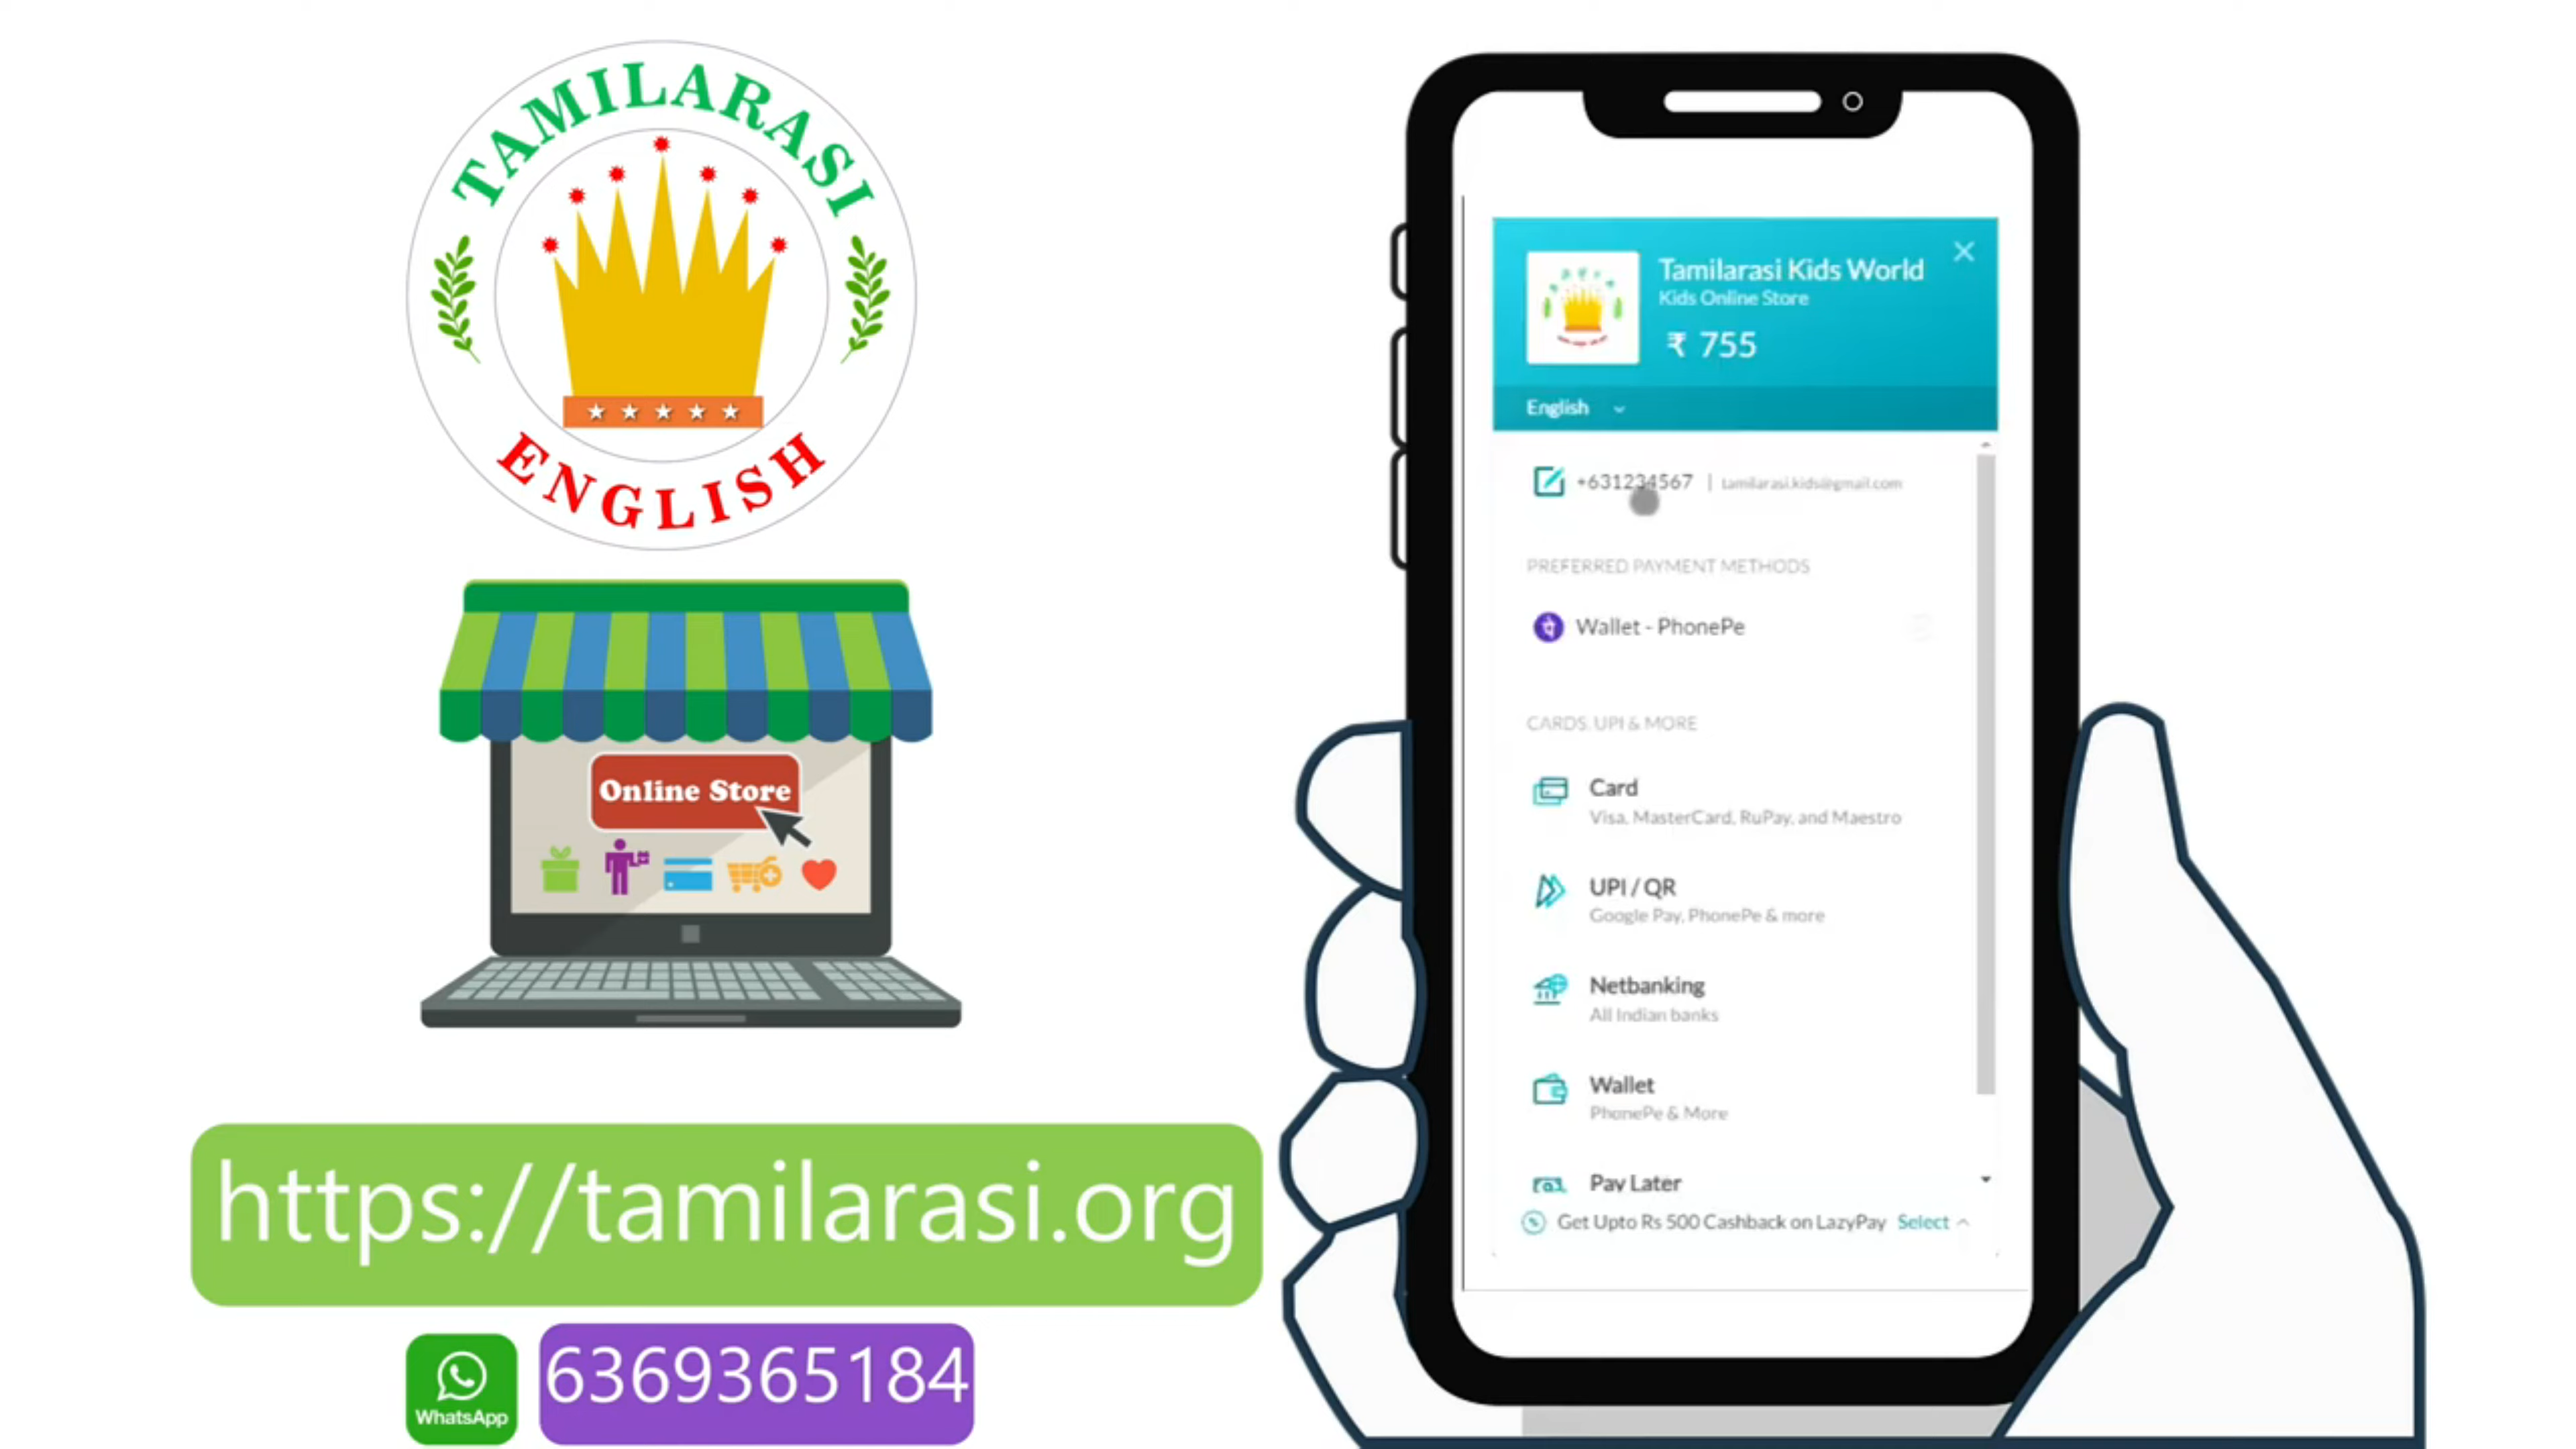 TAMILARASI
ENGLISH
Online Store
https://tamilarasi.org
WhatsApp
6369365184
Tamilarasi Kids World
Kids Online Store
₹ 755
English
+631234567 | tamilarasi.kids@gmail.com
PREFERRED PAYMENT METHODS
Wallet - PhonePe
CARDS, UPI & MORE
Card
Visa, MasterCard, RuPay, and Maestro
UPI / QR
Google Pay, PhonePe & more
Netbanking
All Indian banks
Wallet
PhonePe & More
Pay Later
Get Upto Rs 500 Cashback on LazyPay Select